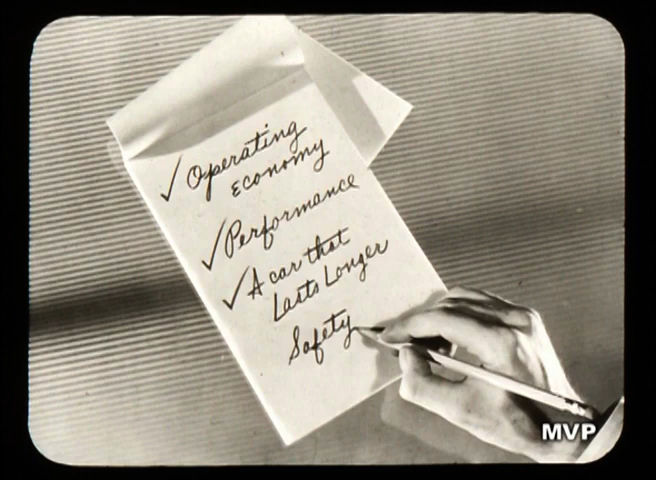 ✓ Operating
economy
✓ Performance
✓ A car that
Lasts Longer
Safety
MVP